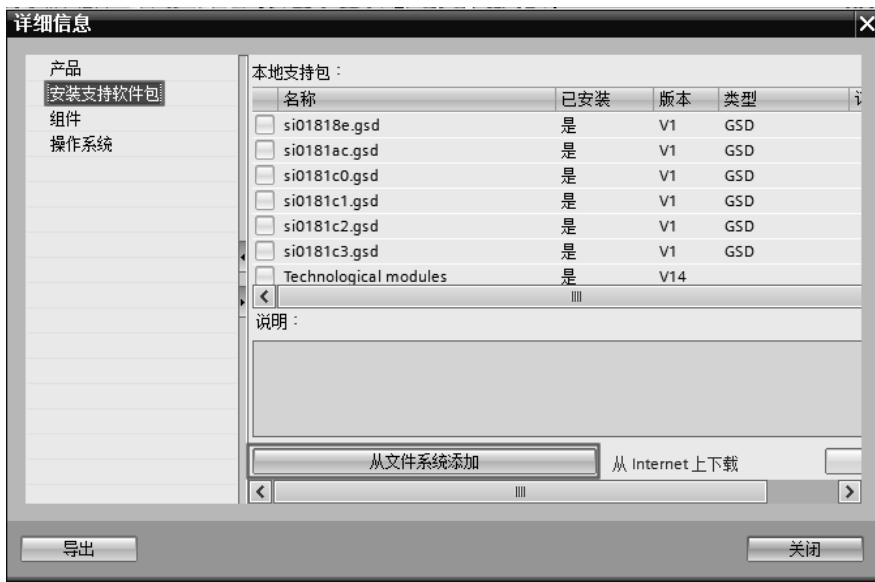 详细信息
产品
安装支持软件包
组件
操作系统
本地支持包：
名称 已安装 版本 类型
si01818e.gsd 是 V1 GSD
si0181ac.gsd 是 V1 GSD
si0181c0.gsd 是 V1 GSD
si0181c1.gsd 是 V1 GSD
si0181c2.gsd 是 V1 GSD
si0181c3.gsd 是 V1 GSD
Technological modules 是 V14
说明：
从文件系统添加 从 Internet 上下载
导出 关闭